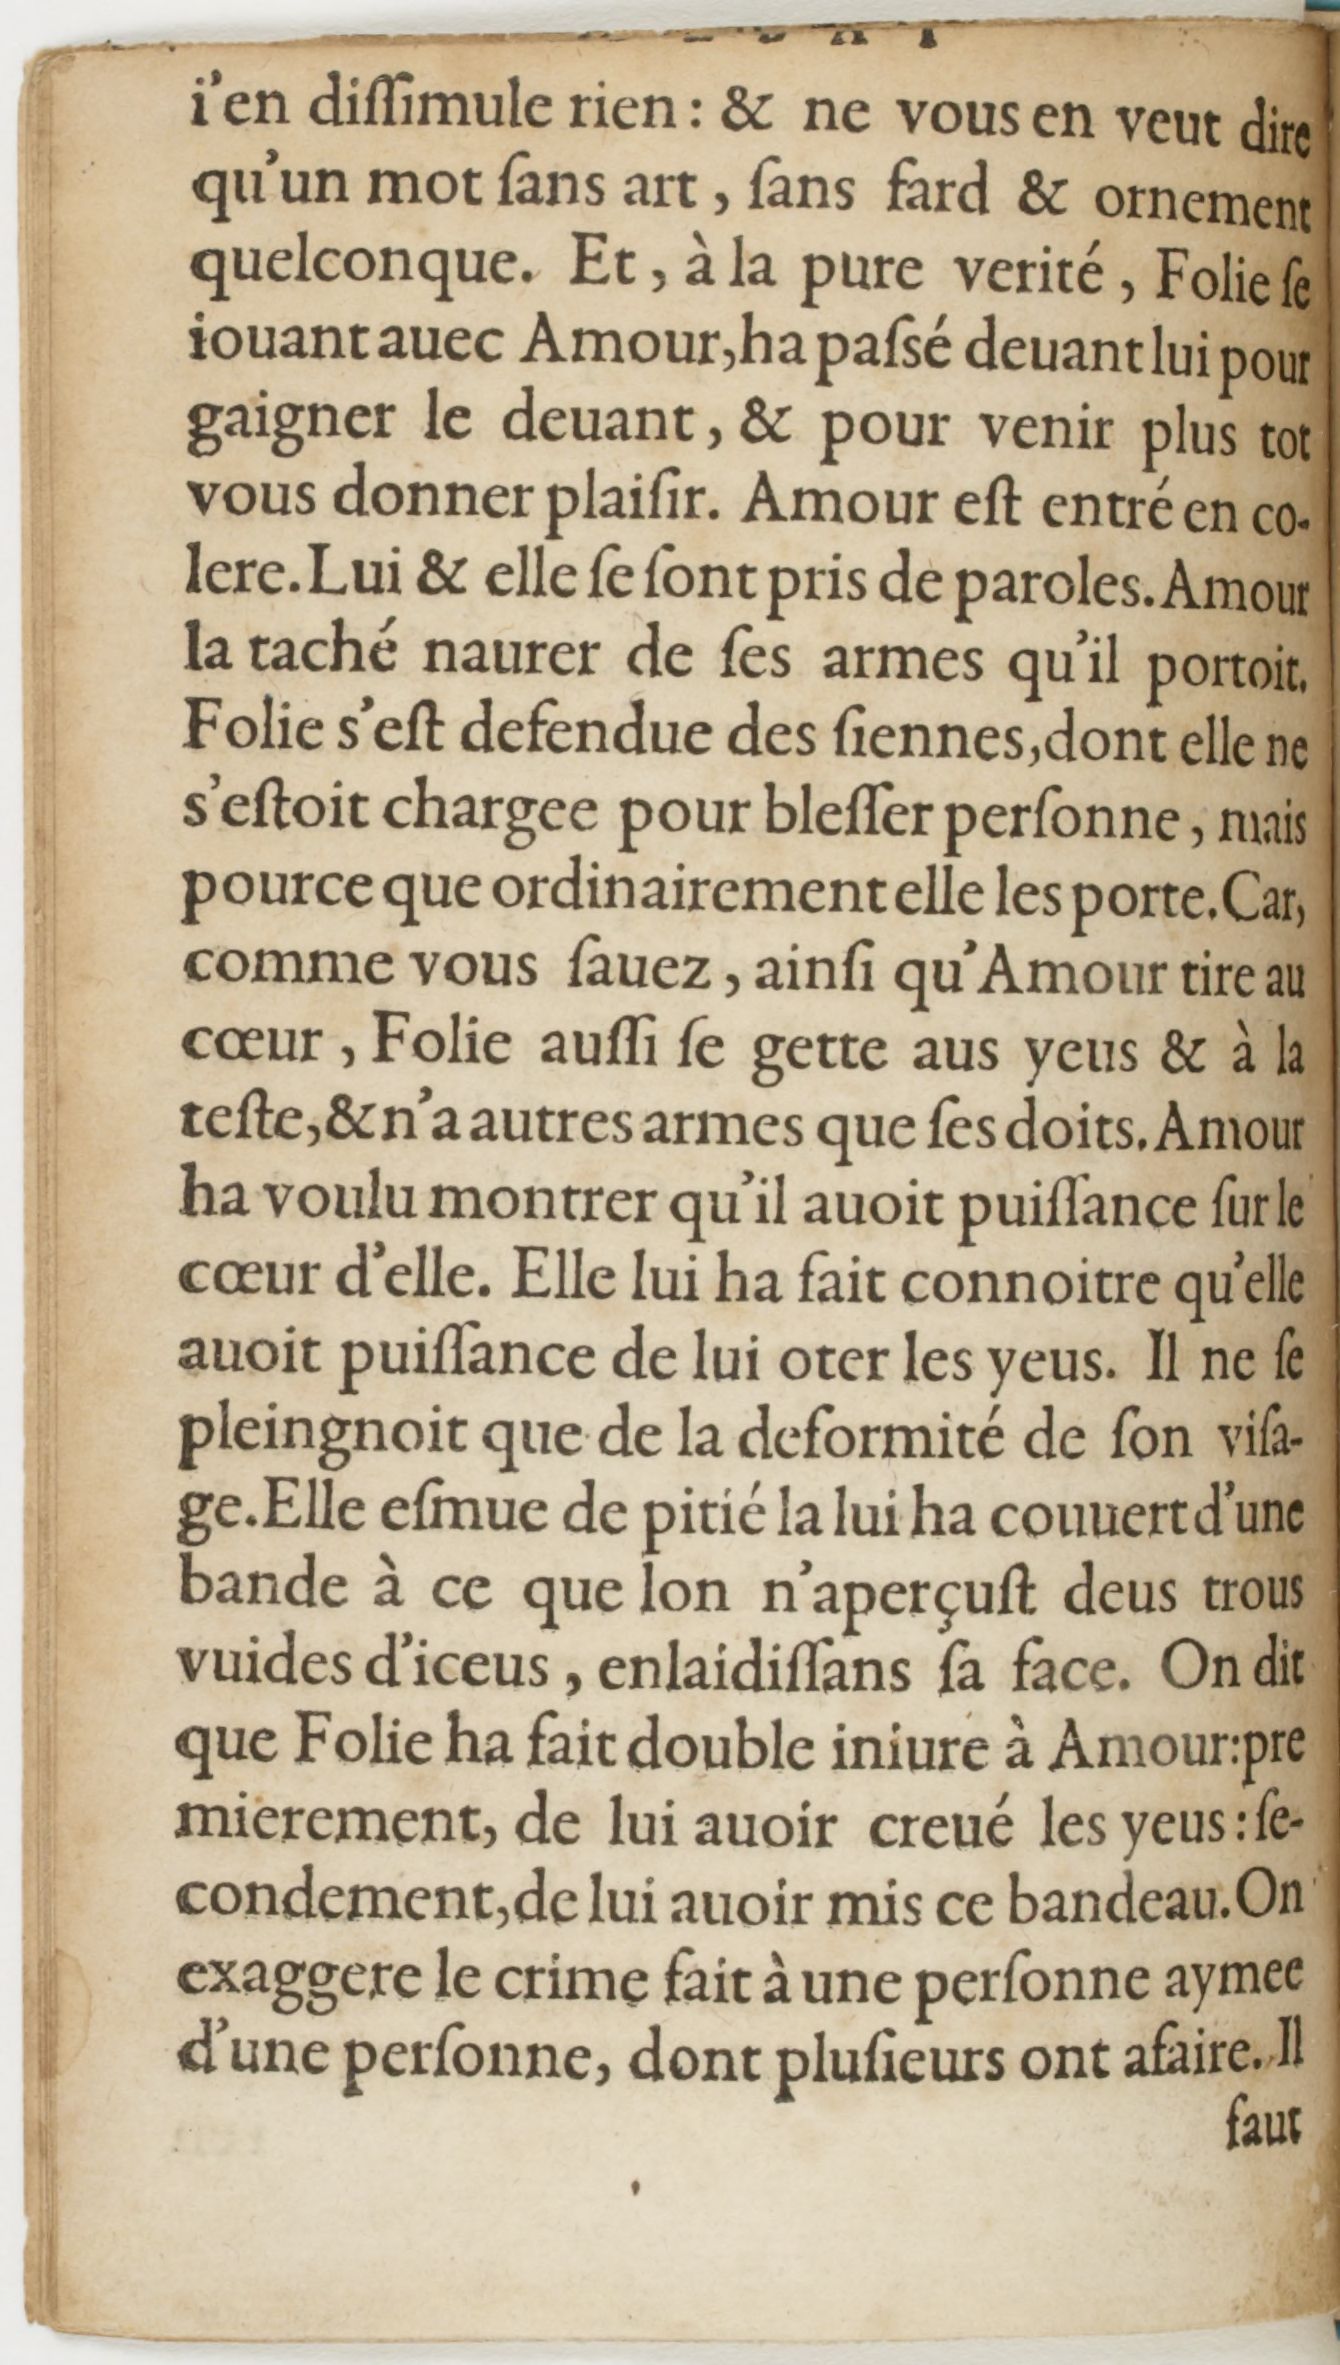 i'en diſſimule rien: & ne vous en veut dire
qu'un mot ſans art, ſans fard & ornement
quelconque. Et, à la pure verité, Folie ſe
iouant auec Amour, ha paſsé deuant lui pour
gaigner le deuant, & pour venir plus tot
vous donner plaiſir. Amour eſt entré en co-
lere. Lui & elle ſe ſont pris de paroles. Amour
la taché naurer de ſes armes qu'il portoit.
Folie s'eſt defendue des ſiennes, dont elle ne
s'eſtoit chargee pour bleſſer perſonne, mais
pource que ordinairement elle les porte. Car,
comme vous ſauez, ainſi qu'Amour tire au
cœur, Folie auſſi ſe gette aus yeus & à la
teſte, & n'a autres armes que ſes doits. Amour
ha voulu montrer qu'il auoit puiſſance ſur le
cœur d'elle. Elle lui ha fait connoitre qu'elle
auoit puiſſance de lui oter les yeus. Il ne ſe
pleingnoit que de la deformité de ſon viſa-
ge. Elle eſmue de pitié la lui ha couuert d'une
bande à ce que lon n'aperçuſt deus trous
vuides d'iceus, enlaidiſſans ſa face. On dit
que Folie ha fait double iniure à Amour: pre
mierement, de lui auoir creué les yeus: ſe-
condement, de lui auoir mis ce bandeau. On
exaggere le crime fait à une perſonne aymee
d'une perſonne, dont pluſieurs ont afaire. Il
faut